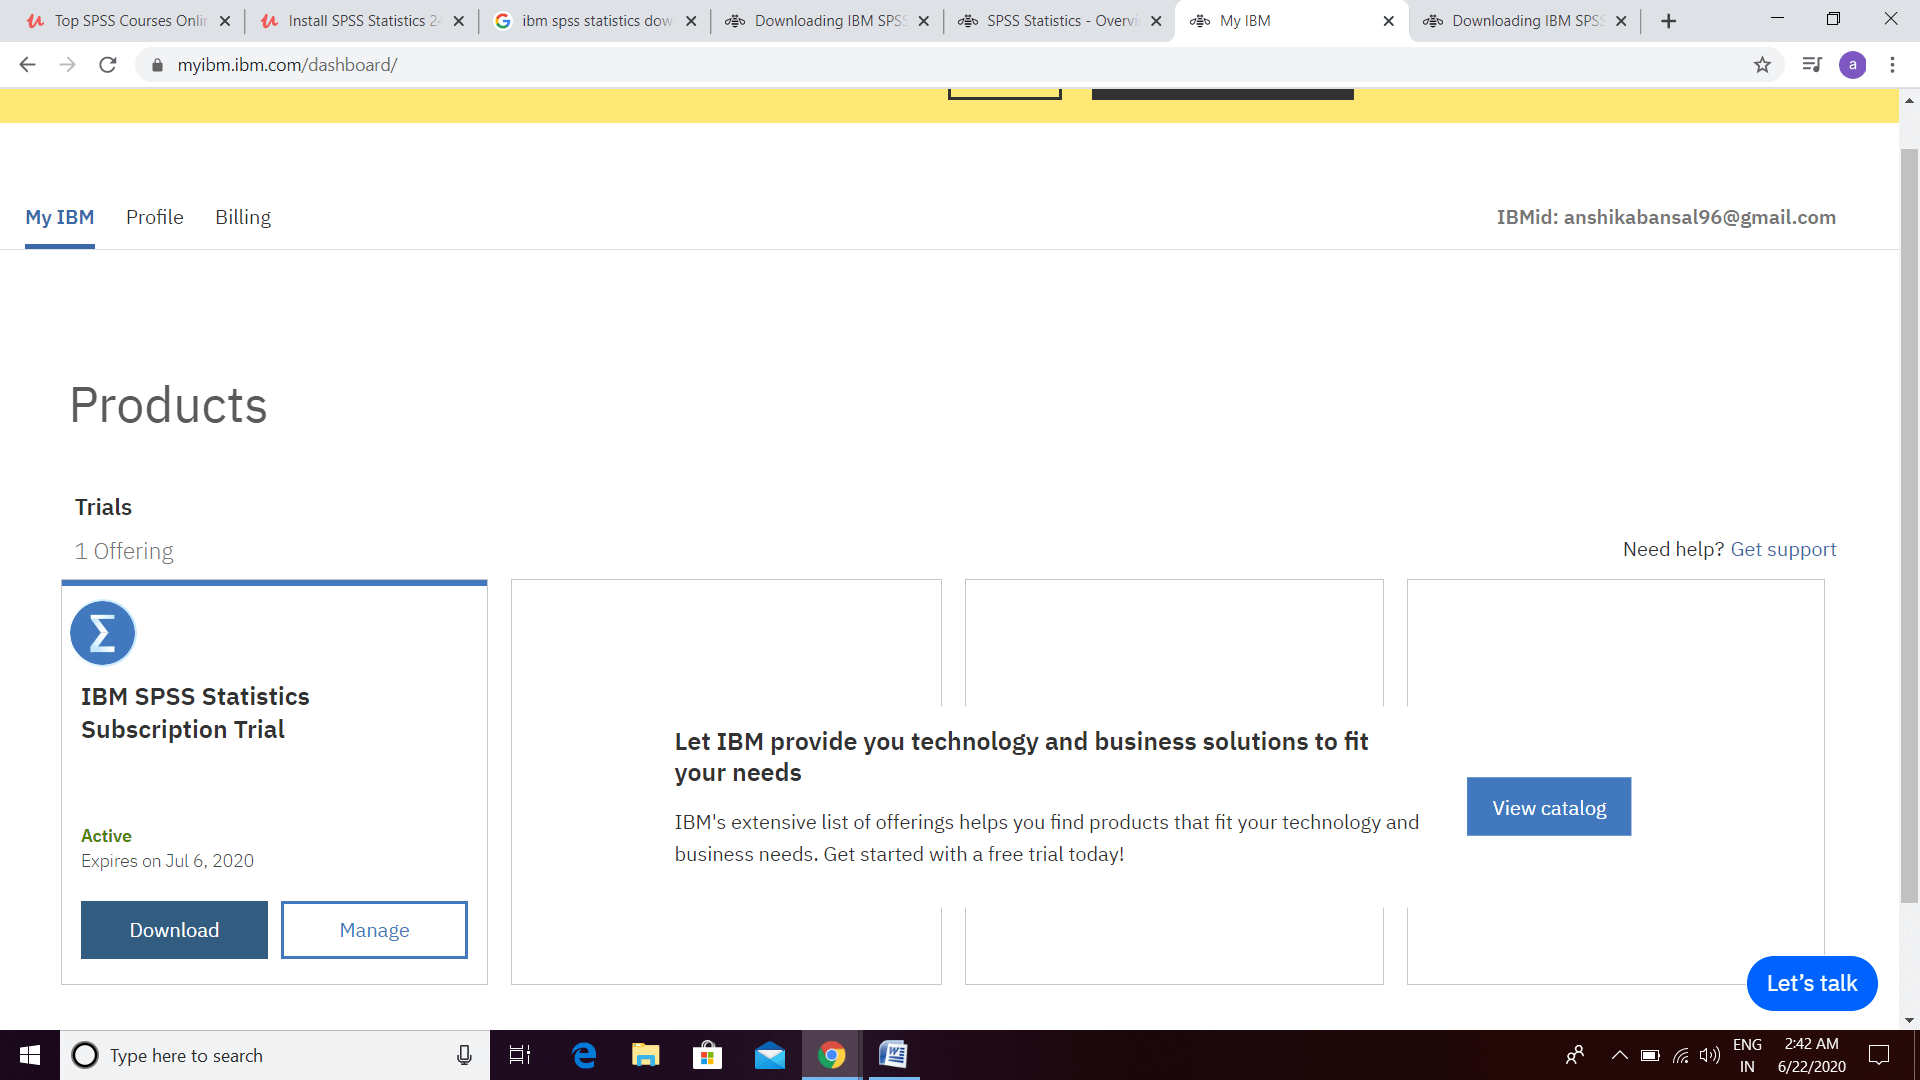 Top SPSS Courses Onlin
Install SPSS Statistics 24
ibm spss statistics dow
Downloading IBM SPSS
SPSS Statistics - Overvi
My IBM
Downloading IBM SPSS
myibm.ibm.com/dashboard/
a
My IBM Profile Billing
IBMid: anshikabansal96@gmail.com
Products
Trials
1 Offering
Need help? Get support
IBM SPSS Statistics
Subscription Trial
Active
Expires on Jul 6, 2020
Download
Manage
Let IBM provide you technology and business solutions to fit
your needs
IBM's extensive list of offerings helps you find products that fit your technology and
business needs. Get started with a free trial today!
View catalog
Let's talk
Type here to search
ENG
IN
2:42 AM
6/22/2020